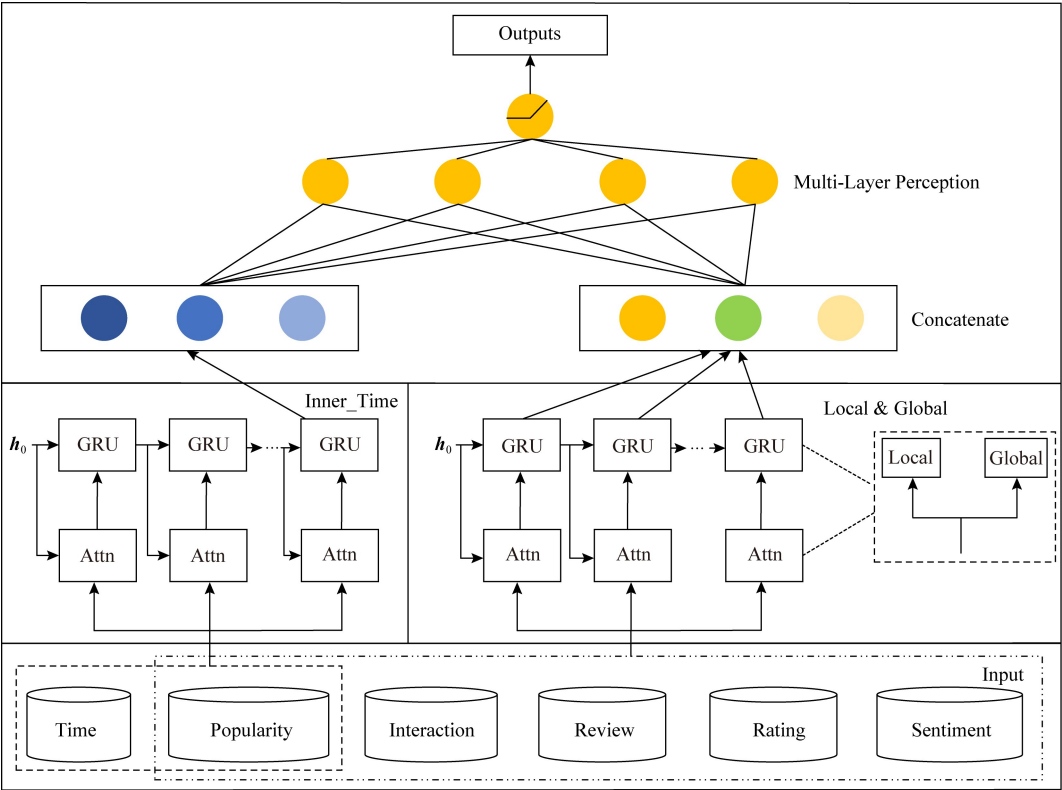 Outputs
Multi-Layer Perception
Concatenate
Inner_Time
h0 GRU GRU ... GRU
Attn Attn Attn
Local & Global
h0 GRU GRU ... GRU
Local Global
Attn Attn Attn
Input
Time Popularity Interaction Review Rating Sentiment